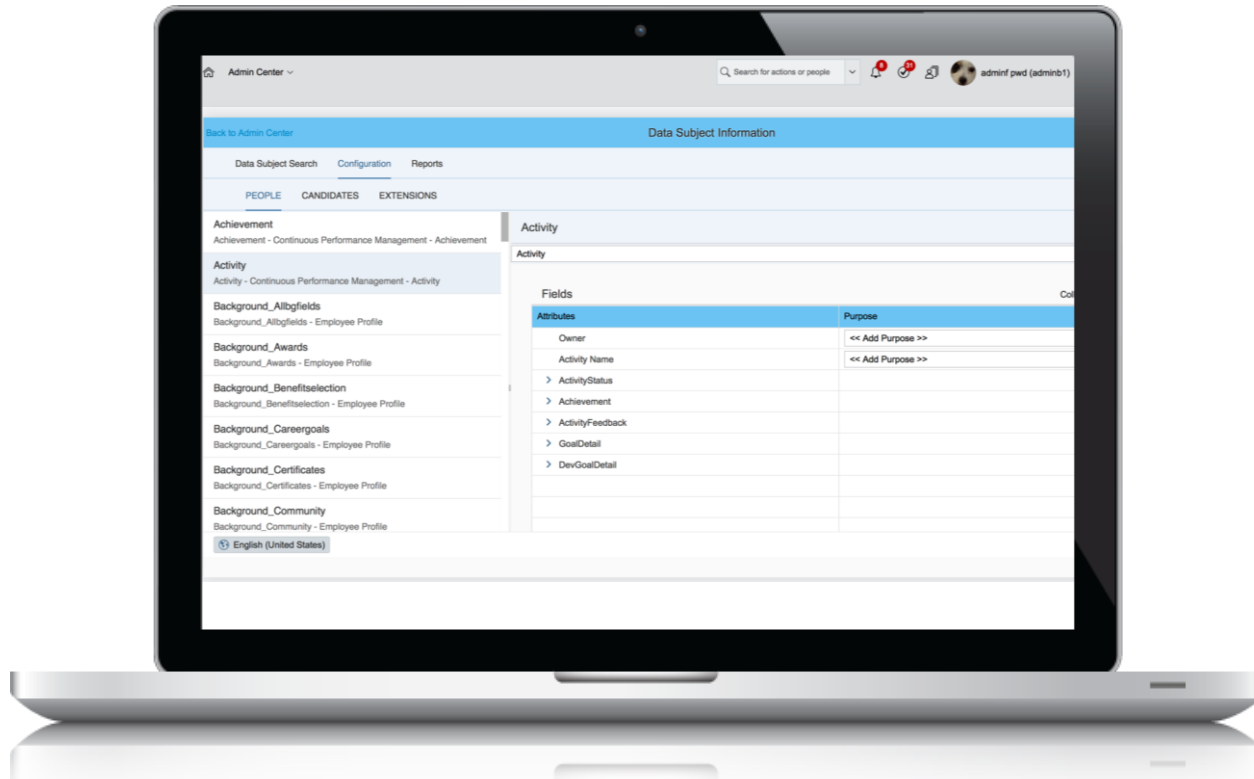 Admin Center
Search for actions or people
adminf pwd (adminb1)
Back to Admin Center
Data Subject Information
Data Subject Search Configuration Reports
PEOPLE CANDIDATES EXTENSIONS
Achievement
Achievement - Continuous Performance Management - Achievement
Activity
Activity - Continuous Performance Management - Activity
Background_Allbgfields
Background_Allbgfields - Employee Profile
Background_Awards
Background_Awards - Employee Profile
Background_Benefitselection
Background_Benefitselection - Employee Profile
Background_Careergoals
Background_Careergoals - Employee Profile
Background_Certificates
Background_Certificates - Employee Profile
Background_Community
Background_Community - Employee Profile
English (United States)
Activity
Activity
Fields Col
Attributes Purpose
Owner << Add Purpose >>
Activity Name << Add Purpose >>
ActivityStatus
Achievement
ActivityFeedback
GoalDetail
DevGoalDetail